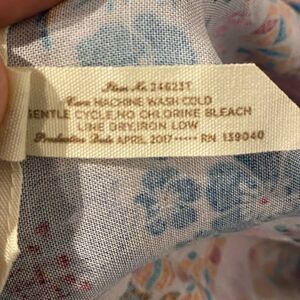 Item No. 24623T
Care MACHINE WASH COLD
GENTLE CYCLE, NO CHLORINE BLEACH
LINE DRY, IRON LOW
Production Date APRIL 2017····· RN 139040